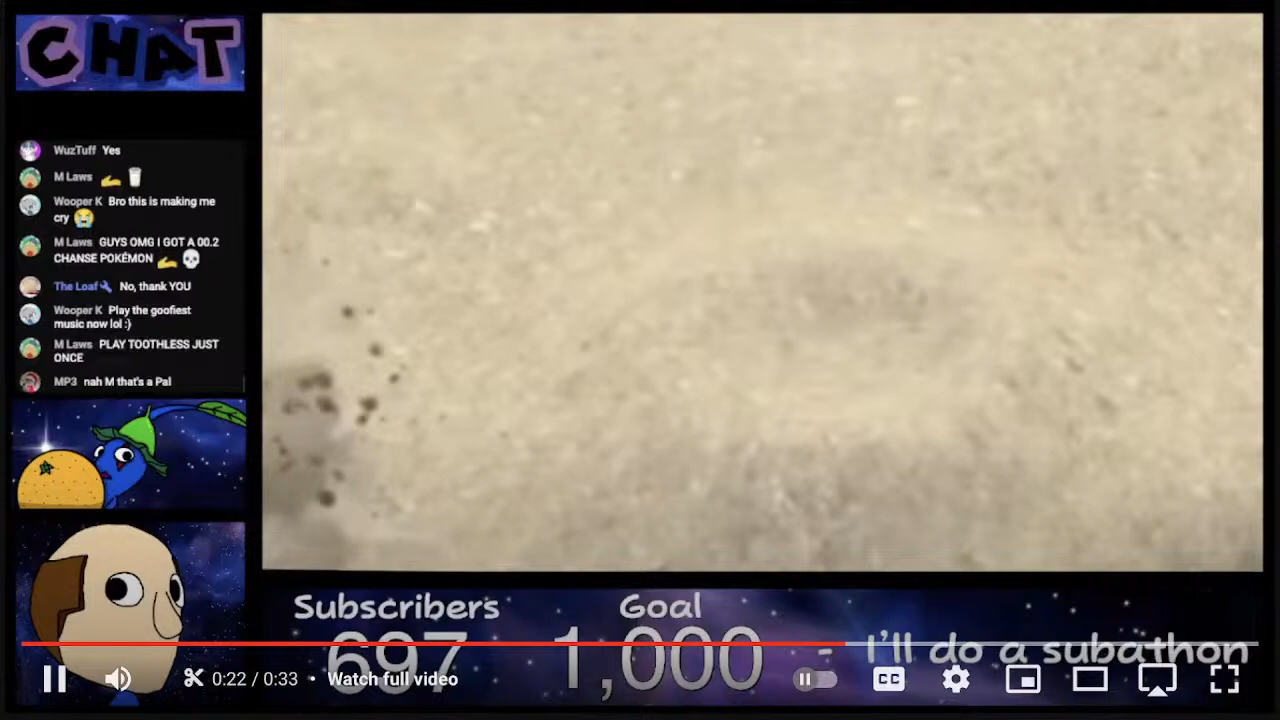 CHAT
WuzTuff Yes
M Laws
Wooper K Bro this is making me
cry
M Laws GUYS OMG I GOT A 00.2
CHANSE POKÉMON
The Loaf No, thank YOU
Wooper K Play the goofiest
music now lol :)
M Laws PLAY TOOTHLESS JUST
ONCE
MP3 nah M that's a Pal
Subscribers Goal
697 1,000 - I'll do a subathon
0:22 / 0:33 • Watch full video
CC